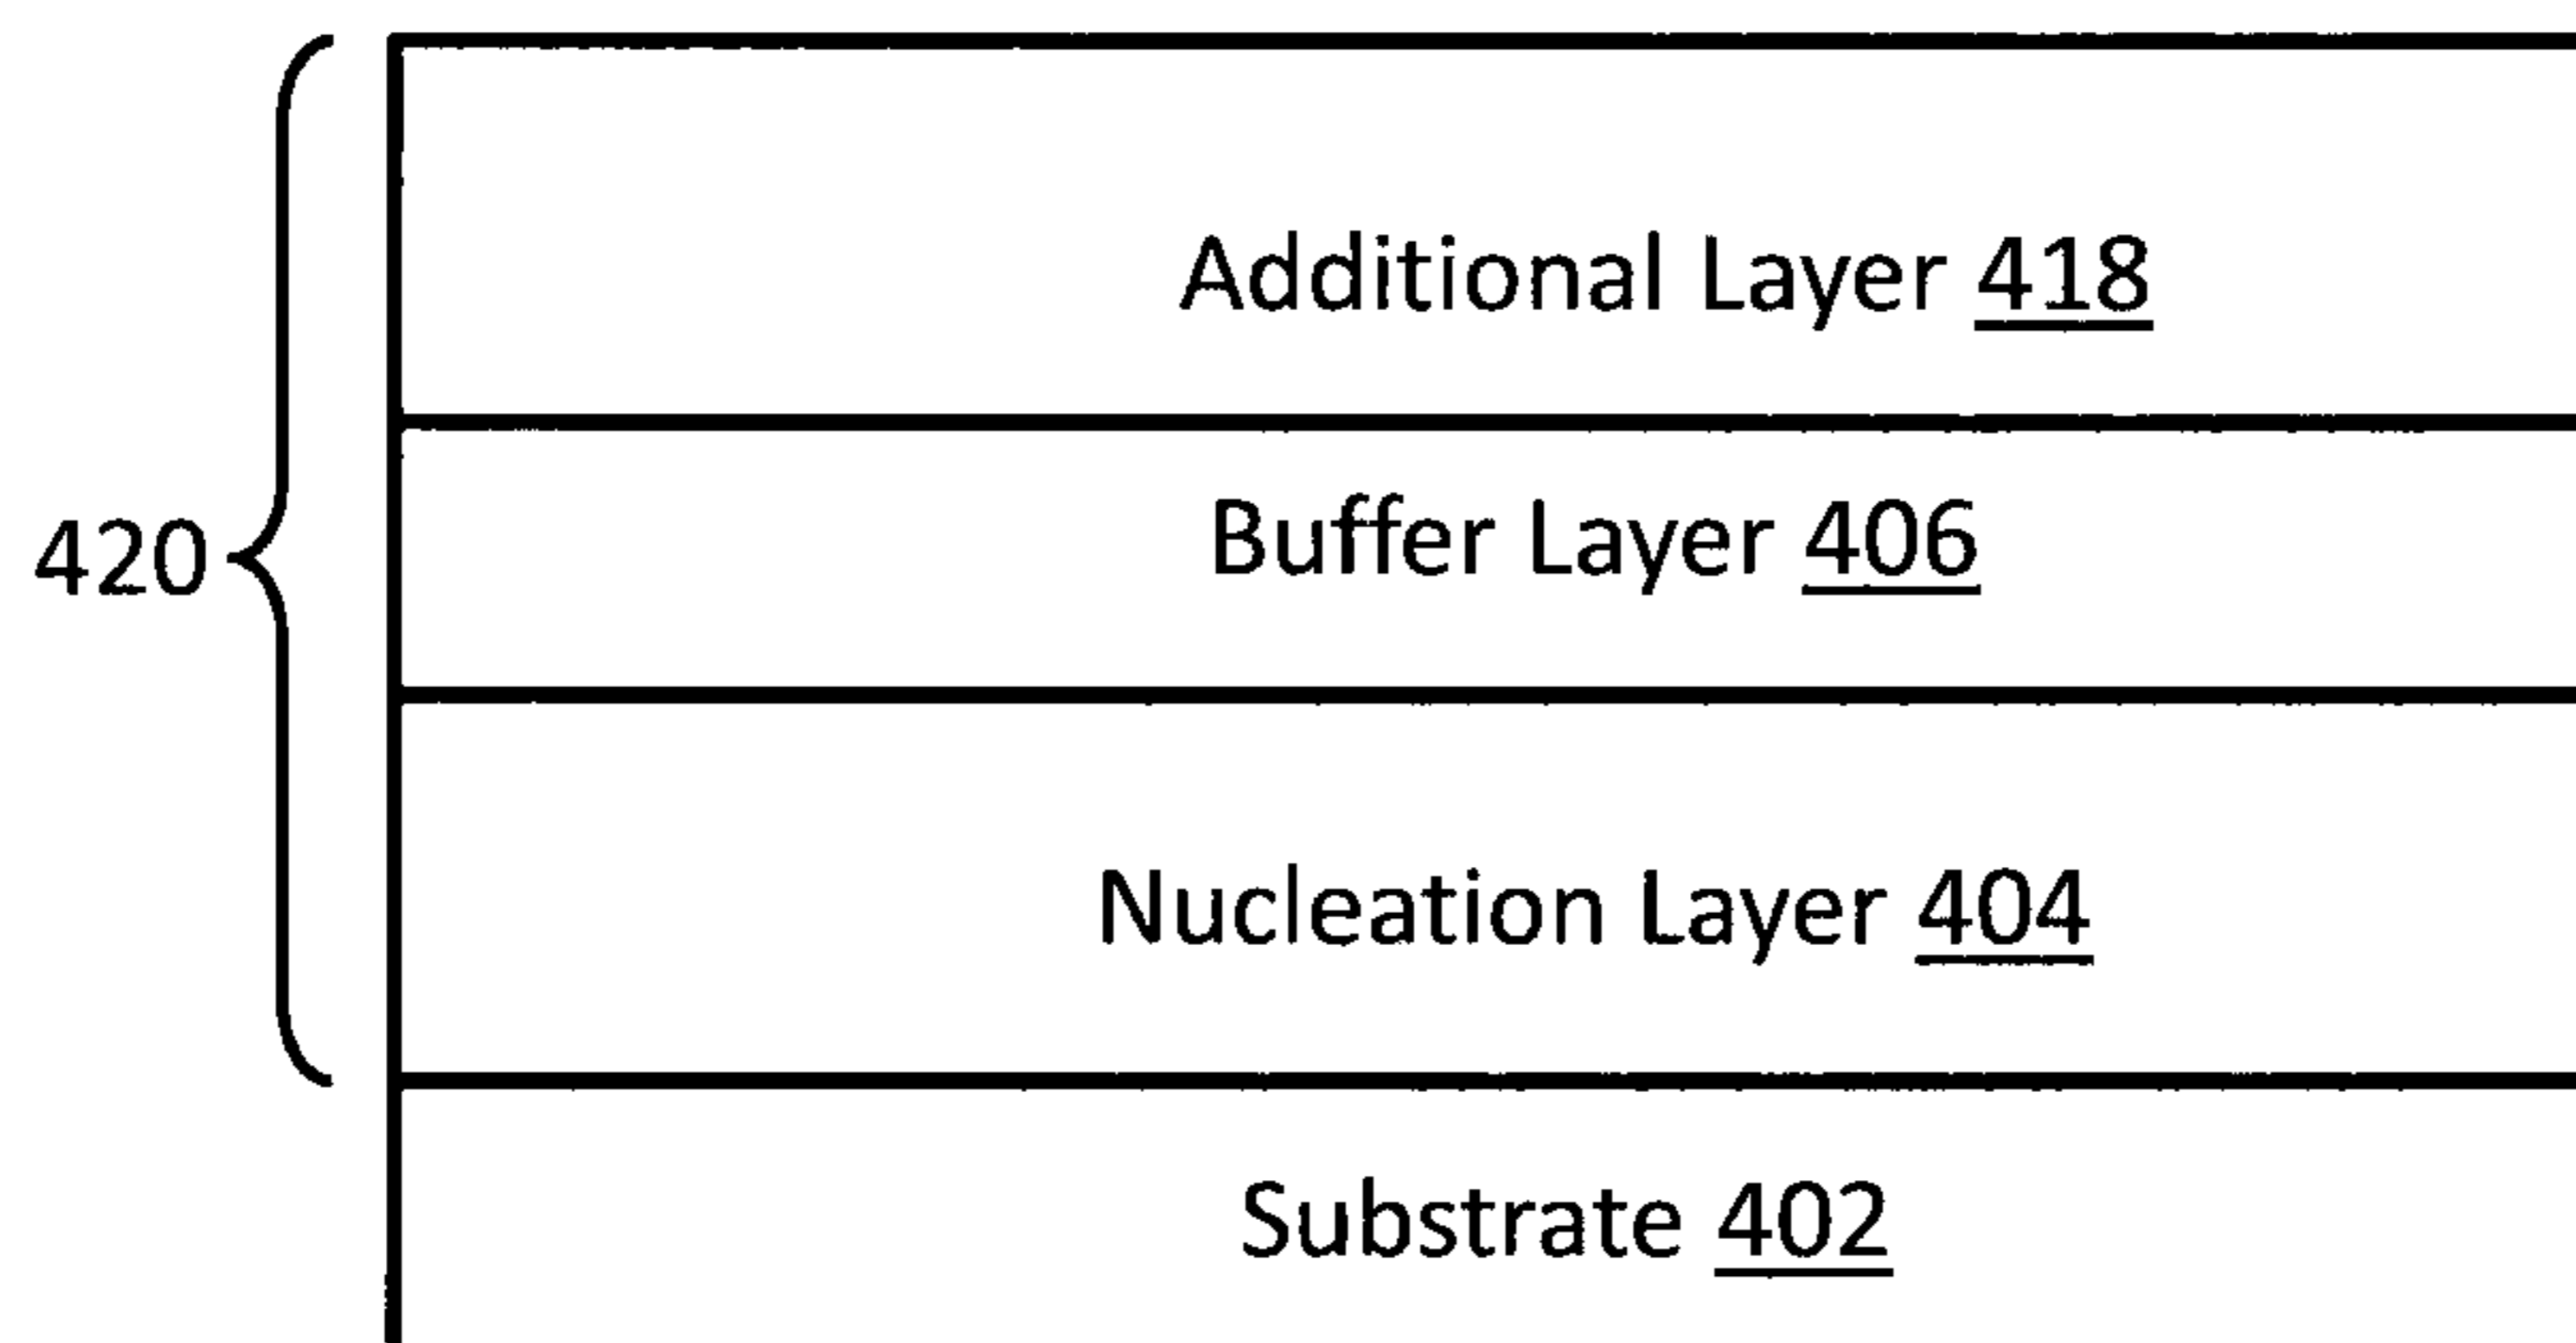 Additional Layer 418
Buffer Layer 406
420
Nucleation Layer 404
Substrate 402